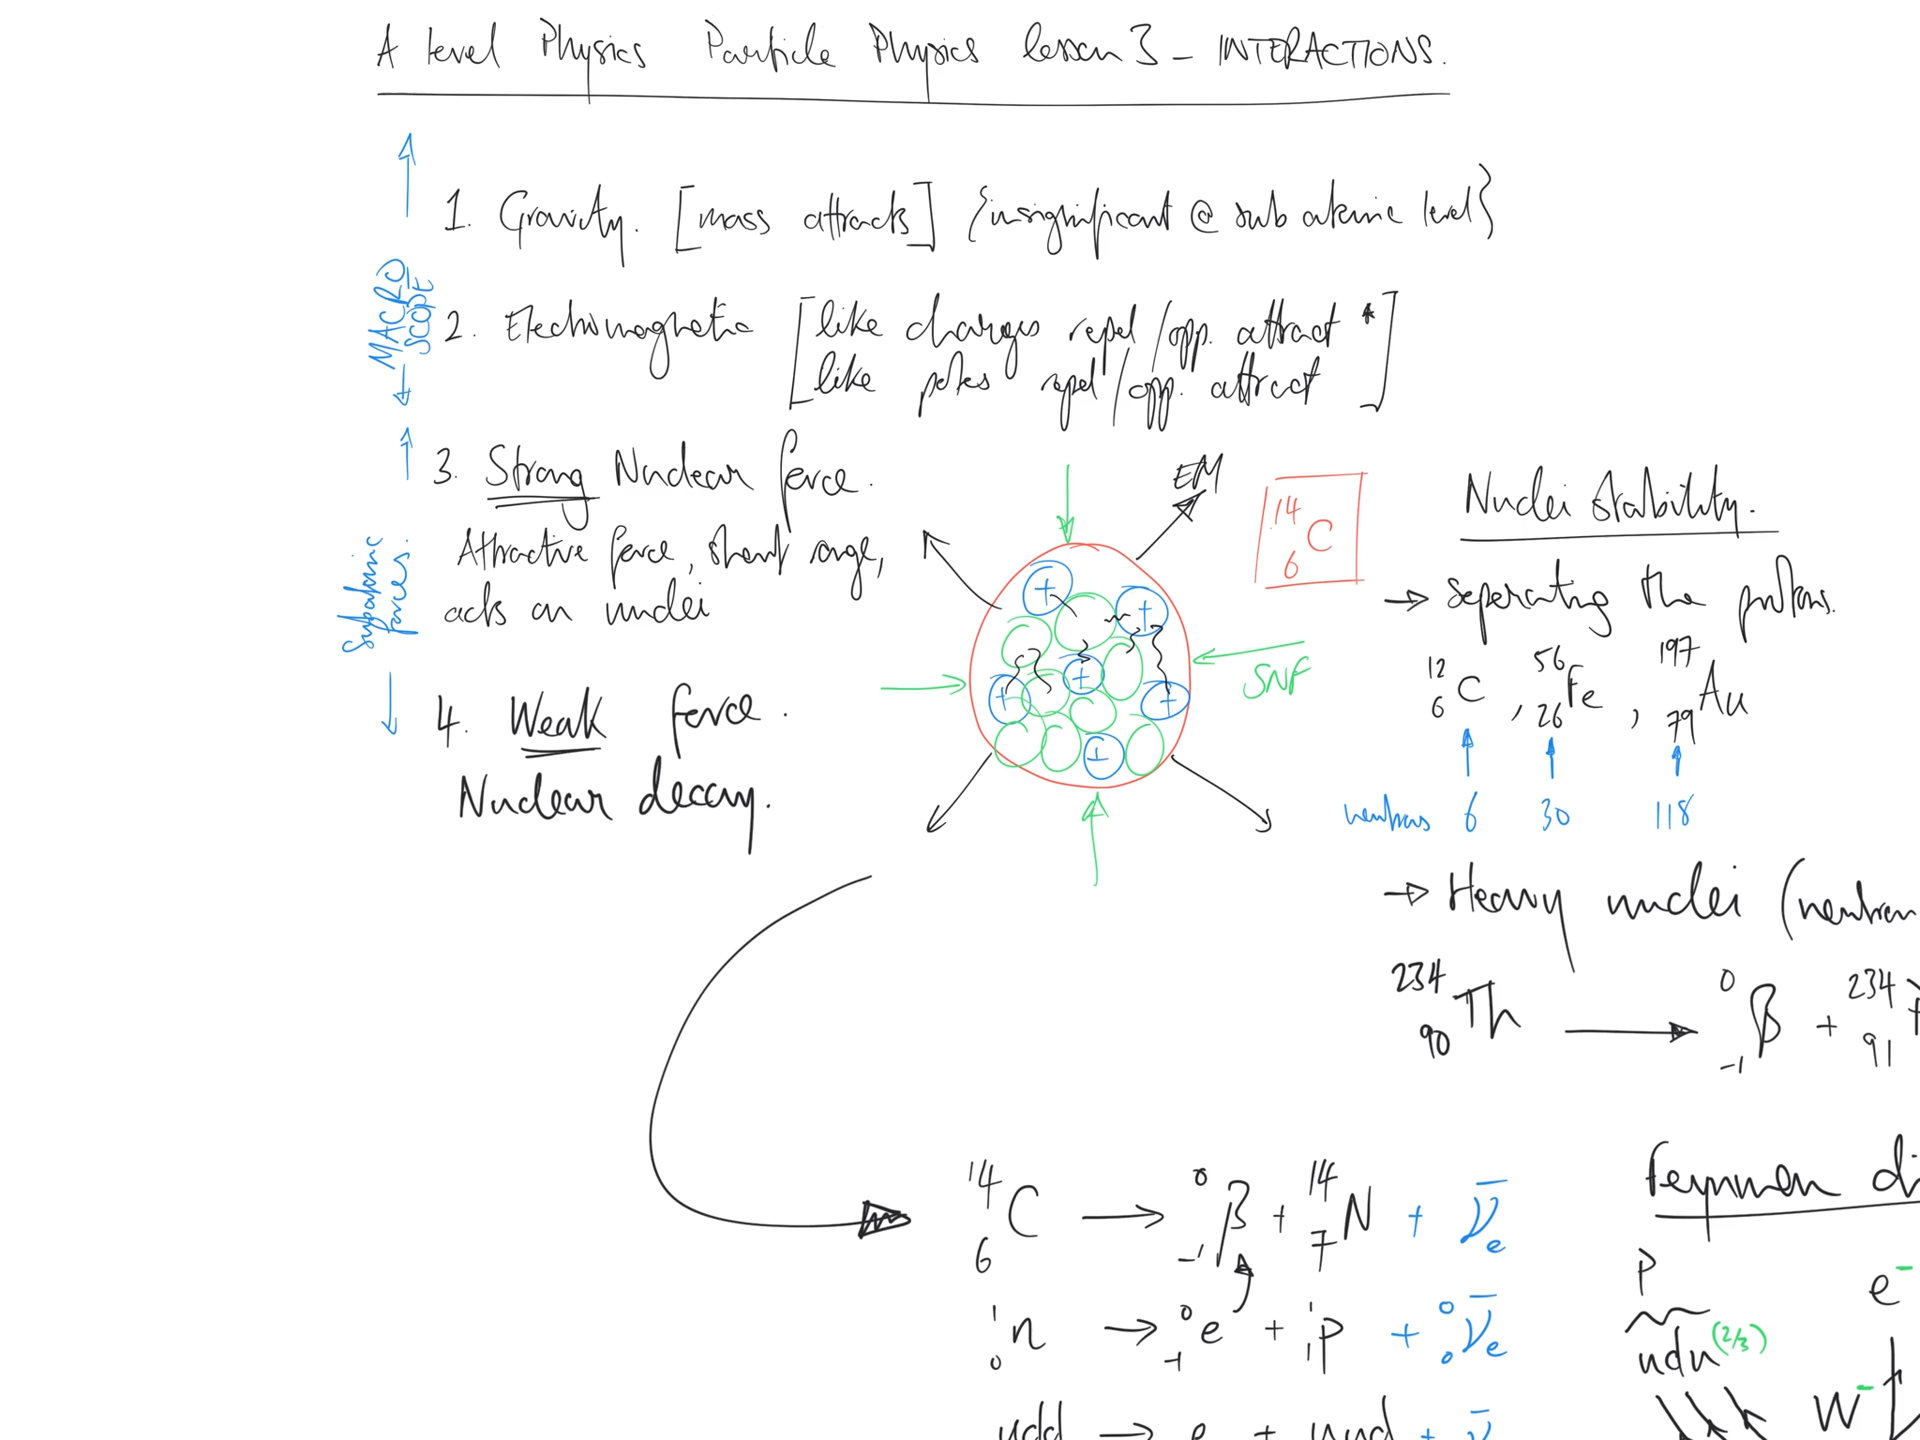 A level Physics Particle Physics lesson 3 - INTERACTIONS.
MACRO
SCOPE
1. Gravity. [mass attracts] {insignificant @ sub atomic level}
2. Electromagnetic [like charges repel/opp. attract *
like poles repel/opp. attract ]
Subatomic
forces.
3. Strong Nuclear force.
Attractive force, short range,
acts on nuclei
4. Weak force.
Nuclear decay.
EM
SNF
14
6 C
+ + + + + +
Nuclei stability.
→ seperating the protons.
12 6 C , 56 26 Fe , 197 79 Au
neutrons 6 30 118
→ Heavy nuclei (neutron
234 90 Th → 0 -1 β + 234 91
14 6 C → 0 -1 β + 14 7 N + ν̅e
1 0 n → 0 -1 e + 1 1 p + 0 0 ν̅e
udd → e + uud + ν̅
Feynman di
p e-
udu (2/3)
W-